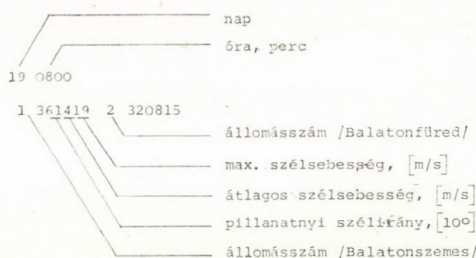 nap
óra, perc
19 0800
1 361419 2 320815
állomásszám /Balatonfüred/
max. szélsebesség, [m/s]
átlagos szélsebesség, [m/s]
pillanatnyi szélirány, [10°]
állomásszám /Balatonszemes/